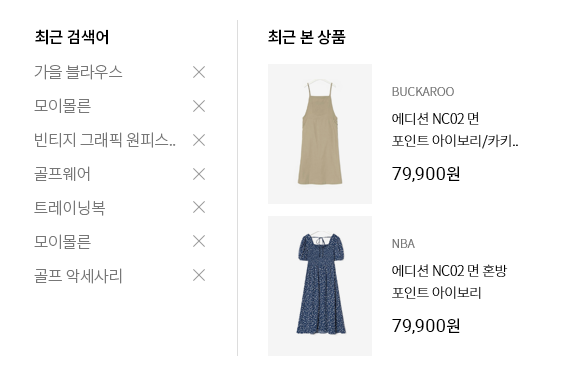 최근 검색어
가을 블라우스
모이몰른
빈티지 그래픽 원피스..
골프웨어
트레이닝복
모이몰른
골프 악세사리
최근 본 상품
BUCKAROO
에디션 NC02 면
포인트 아이보리/카키..
79,900원
NBA
에디션 NC02 면 혼방
포인트 아이보리
79,900원